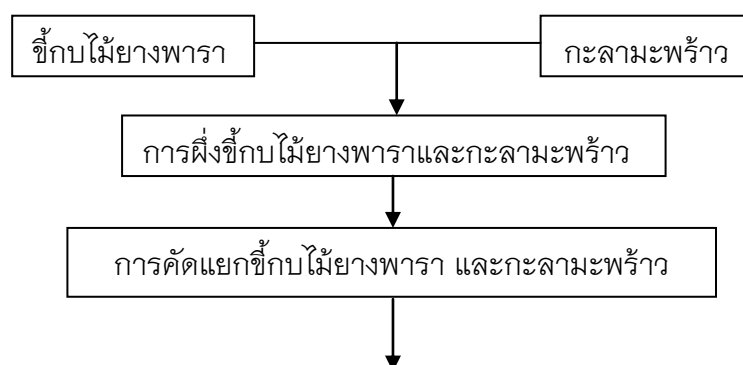 ขี้กบไม้ยางพารา
กะลามะพร้าว
การผึ่งขี้กบไม้ยางพาราและกะลามะพร้าว
การคัดแยกขี้กบไม้ยางพารา และกะลามะพร้าว